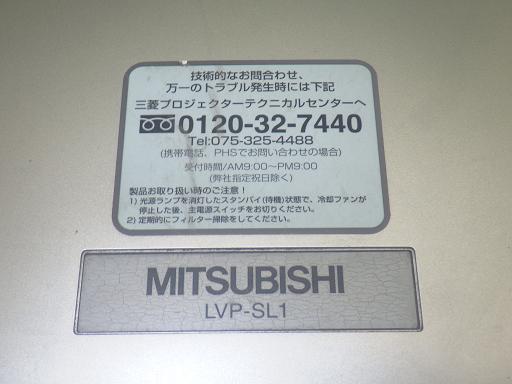 技術的なお問合わせ、
万一のトラブル発生時には下記
三菱プロジェクターテクニカルセンターへ
0120-32-7440
Tel:075-325-4488
(携帯電話、PHSでお問い合わせの場合)
受付時間/AM9:00~PM9:00
(弊社指定祝日除く)
製品お取り扱い時のご注意!
1) 光源ランプを消灯したスタンバイ(待機)状態で、冷却ファンが
停止した後、主電源スイッチをお切りください。
2) 定期的にフィルター掃除をしてください。
MITSUBISHI
LVP-SL1